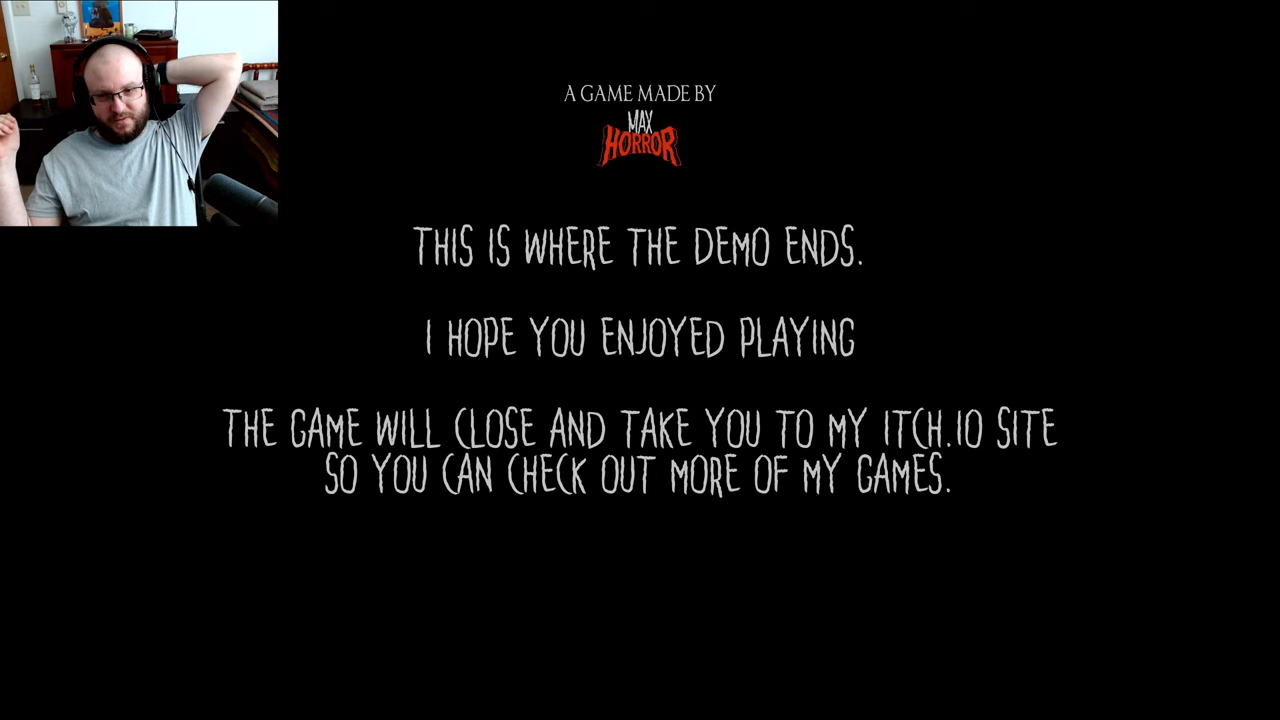 A GAME MADE BY
MAX
HORROR
THIS IS WHERE THE DEMO ENDS.
I HOPE YOU ENJOYED PLAYING
THE GAME WILL CLOSE AND TAKE YOU TO MY ITCH.IO SITE
SO YOU CAN CHECK OUT MORE OF MY GAMES.